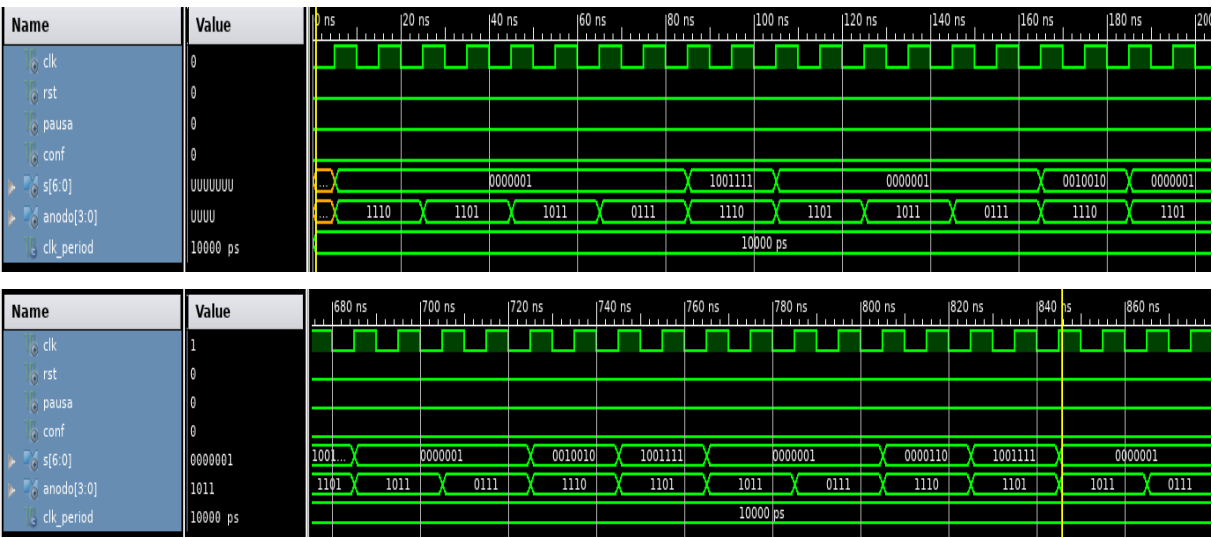 Name Value 0 ns 20 ns 40 ns 60 ns 80 ns 100 ns 120 ns 140 ns 160 ns 180 ns 200
clk 0
rst 0
pausa 0
conf 0
s[6:0] UUUUUUU ... 0000001 1001111 0000001 0010010 0000001
anodo[3:0] UUUU ... 1110 1101 1011 0111 1110 1101 1011 0111 1110 1101
clk_period 10000 ps 10000 ps
Name Value 680 ns 700 ns 720 ns 740 ns 760 ns 780 ns 800 ns 820 ns 840 ns 860 ns
clk 1
rst 0
pausa 0
conf 0
s[6:0] 0000001 1001... 0000001 0010010 1001111 0000001 0000110 1001111 0000001
anodo[3:0] 1011 1101 1011 0111 1110 1101 1011 0111 1110 1101 1011 0111
clk_period 10000 ps 10000 ps